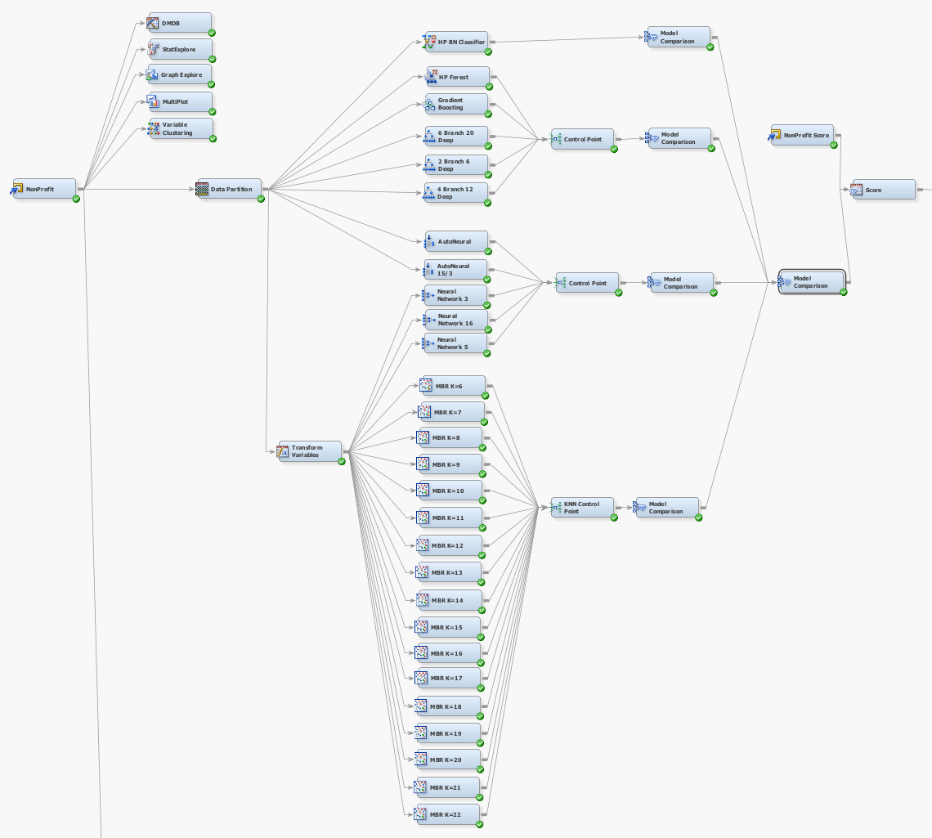 DMDB
StatExplore
Graph Explore
MultiPlot
Variable
Clustering
NonProfit
Data Partition
HP BN Classifier
HP Forest
Gradient
Boosting
6 Branch 20
Deep
2 Branch 6
Deep
4 Branch 12
Deep
AutoNeural
AutoNeural
15/3
Neural
Network 3
Neural
Network 16
Neural
Network 5
Transform
Variables
MBR K=6
MBR K=7
MBR K=8
MBR K=9
MBR K=10
MBR K=11
MBR K=12
MBR K=13
MBR K=14
MBR K=15
MBR K=16
MBR K=17
MBR K=18
MBR K=19
MBR K=20
MBR K=21
MBR K=22
Control Point
Control Point
KNN Control
Point
Model
Comparison
Model
Comparison
Model
Comparison
Model
Comparison
NonProfit Score
Score
Model
Comparison